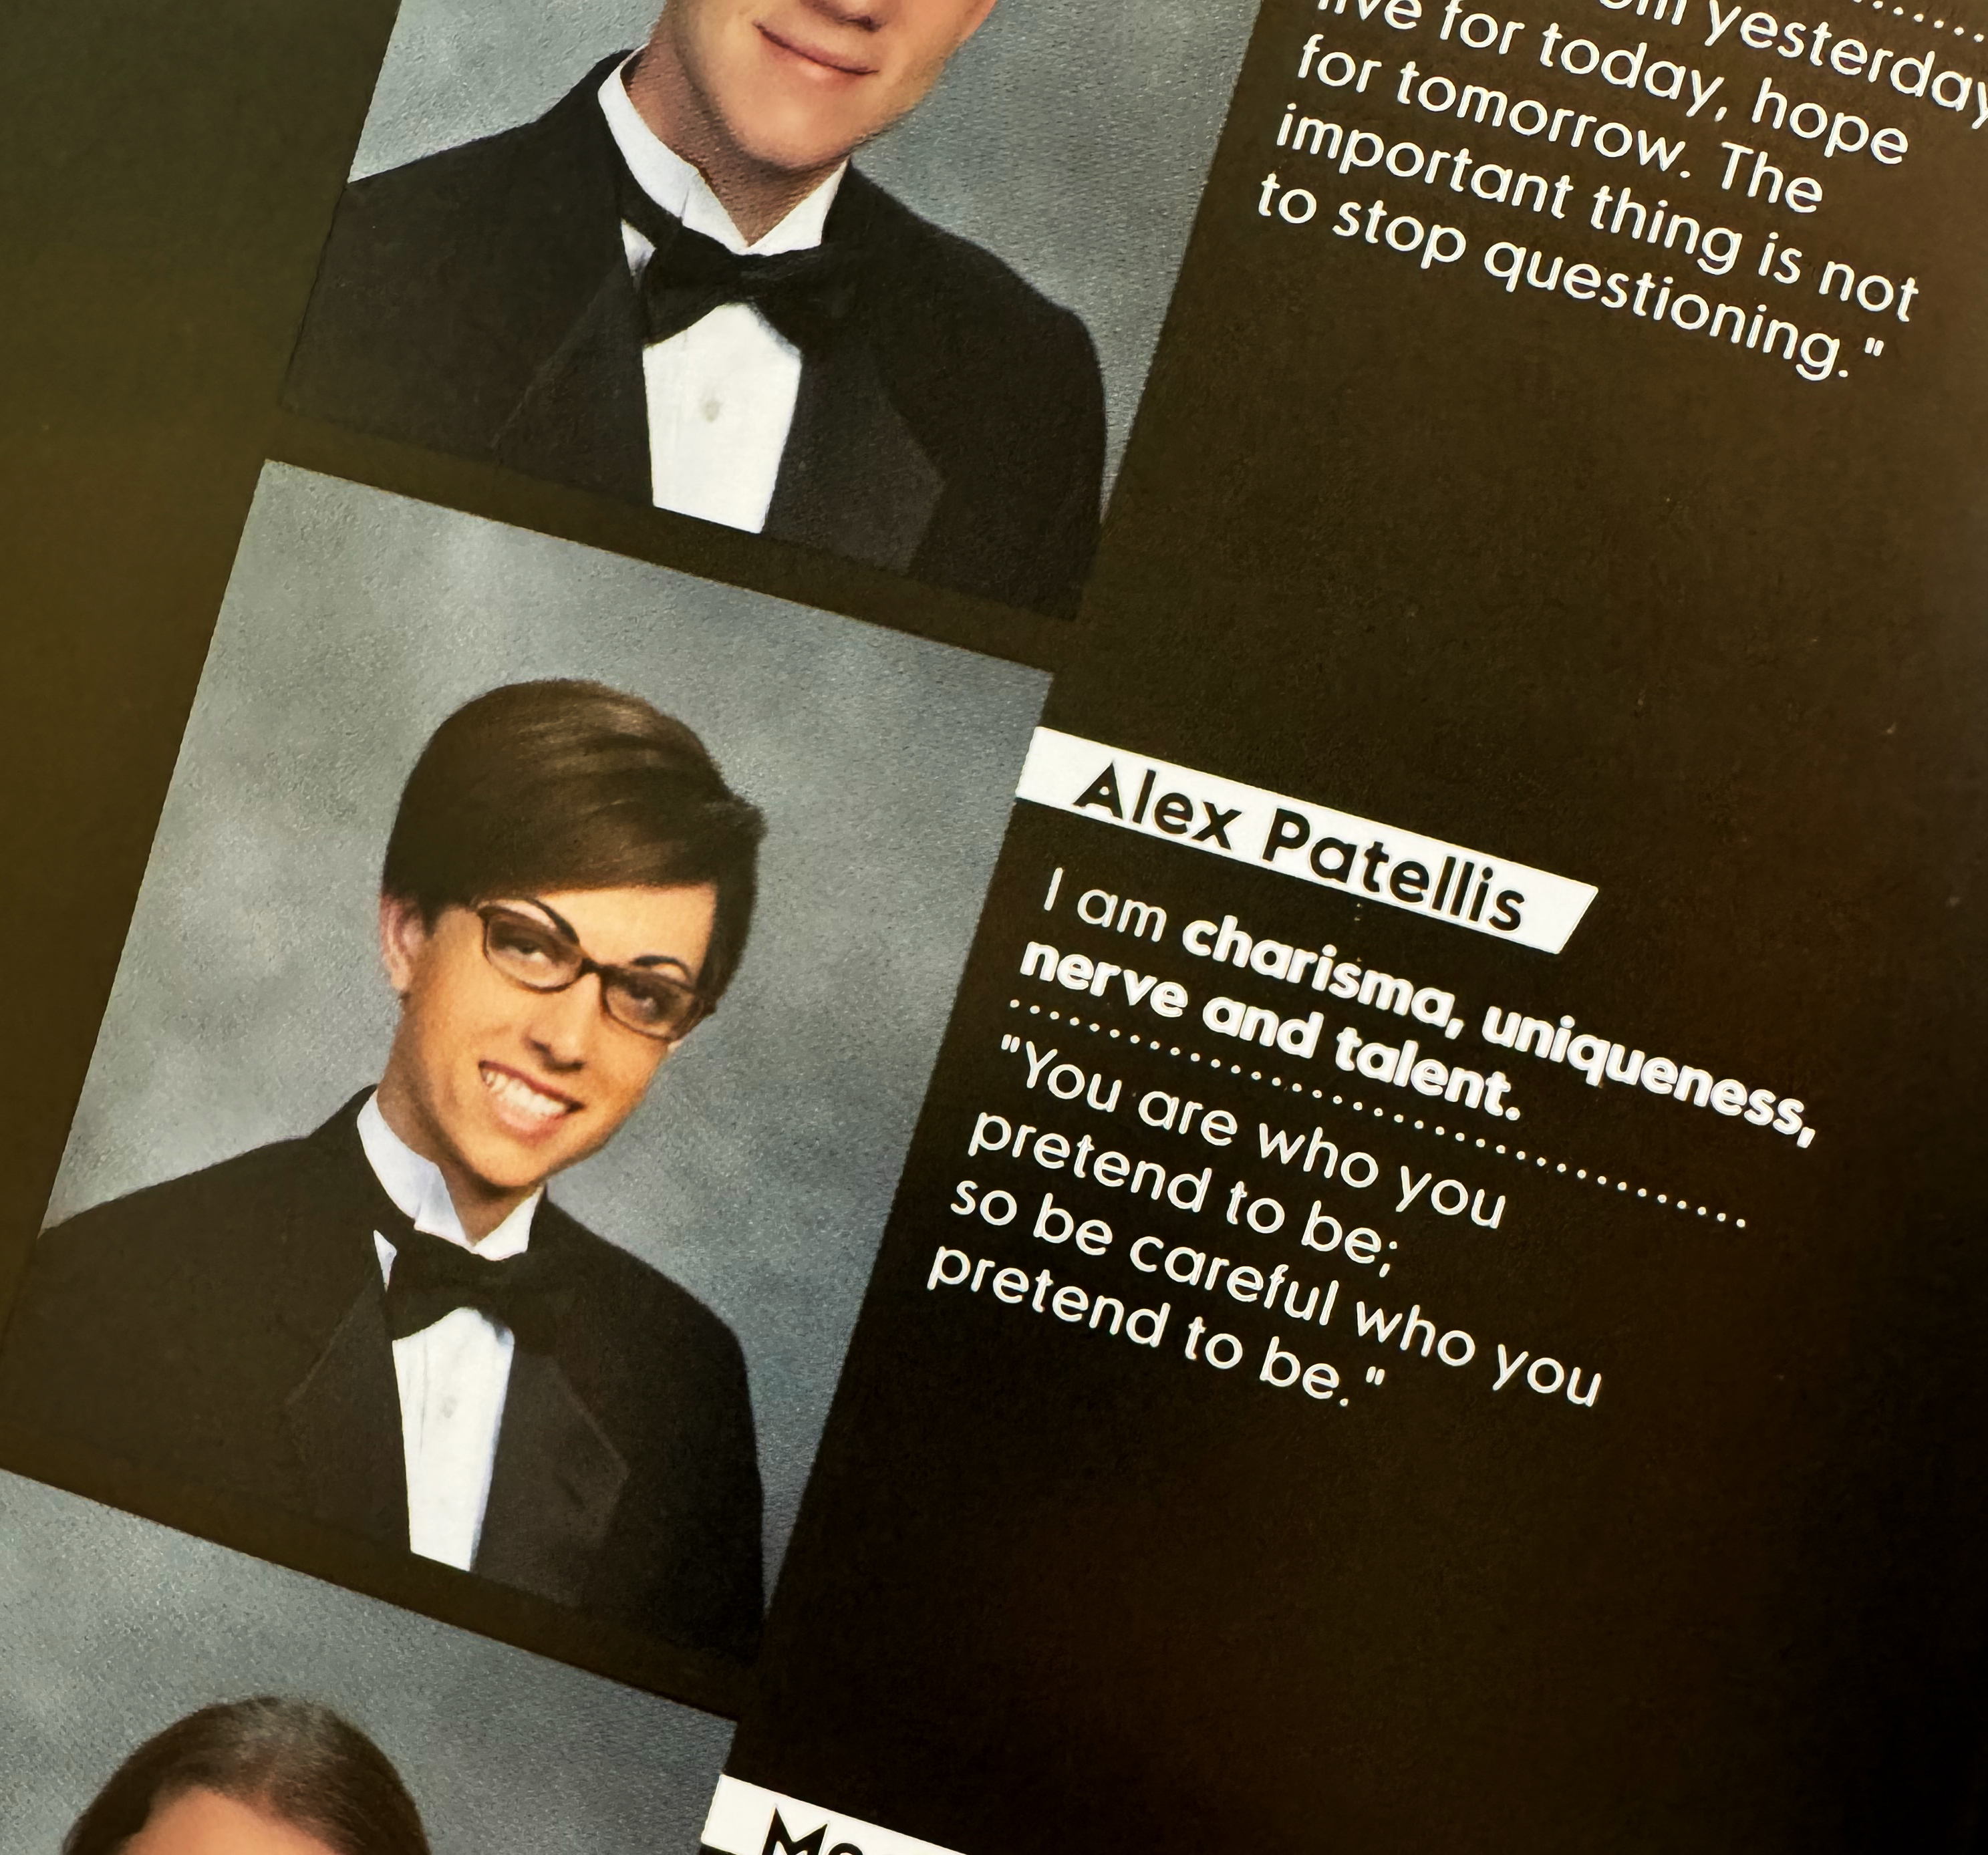 yesterday,
live for today, hope
for tomorrow. The
important thing is not
to stop questioning."
Alex Patellis
I am charisma, uniqueness,
nerve and talent.
"You are who you
pretend to be;
so be careful who you
pretend to be."